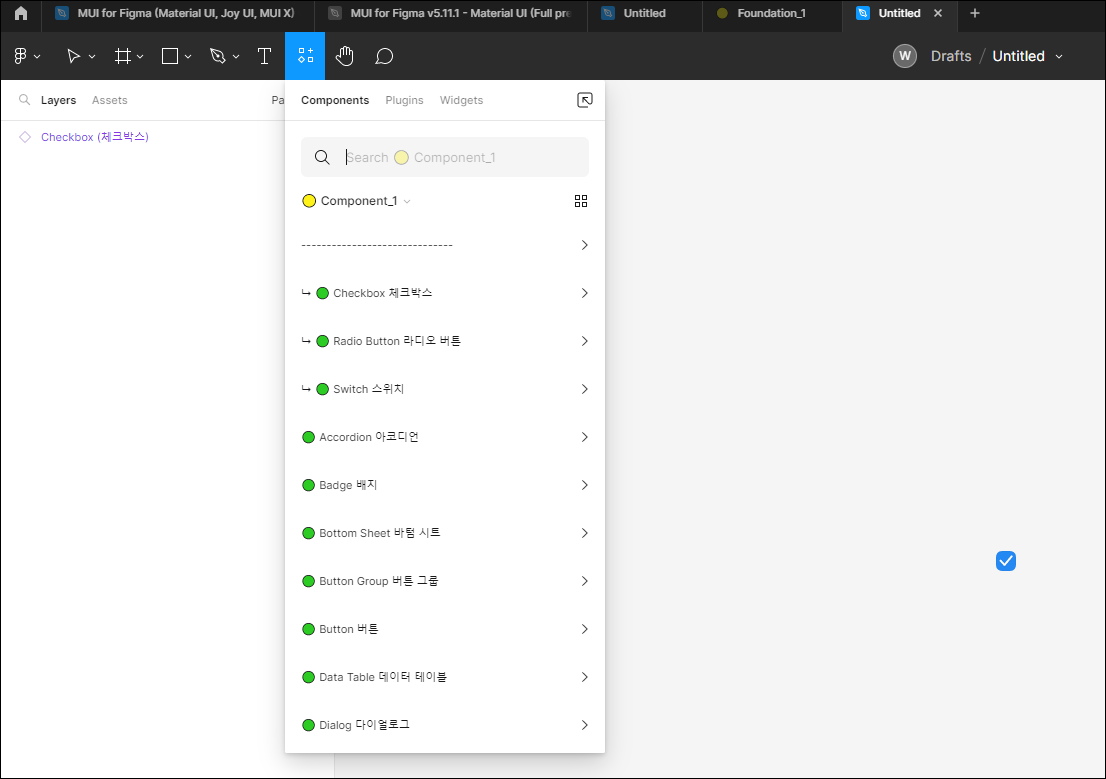 MUI for Figma (Material UI, Joy UI, MUI X)
MUI for Figma v5.11.1 - Material UI (Full pre
Untitled
Foundation_1
Untitled
W
Drafts / Untitled
Layers
Assets
Pa
Components
Plugins
Widgets
Checkbox (체크박스)
Search Component_1
Component_1
------------------------------
Checkbox 체크박스
Radio Button 라디오 버튼
Switch 스위치
Accordion 아코디언
Badge 배지
Bottom Sheet 바텀 시트
Button Group 버튼 그룹
Button 버튼
Data Table 데이터 테이블
Dialog 다이얼로그